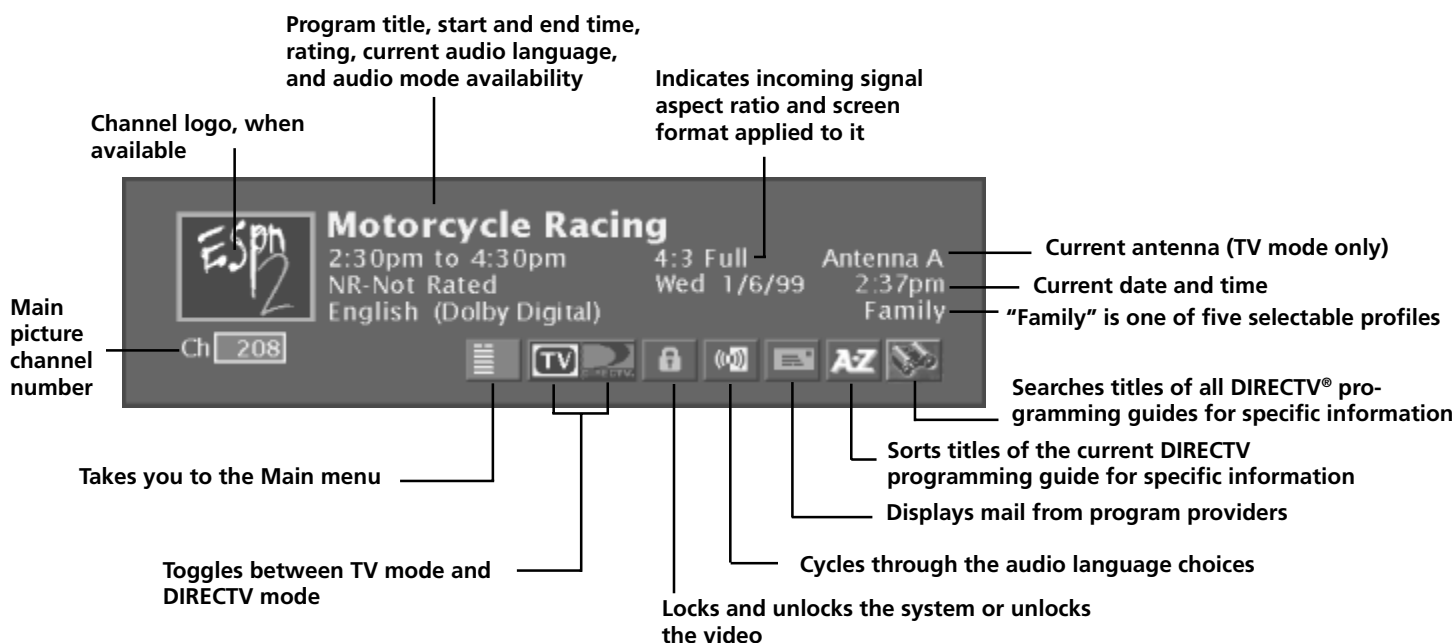 Program title, start and end time,
rating, current audio language,
and audio mode availability
Indicates incoming signal
aspect ratio and screen
format applied to it
Channel logo, when
available
ESpn
2
Motorcycle Racing
2:30pm to 4:30pm
4:3 Full
Antenna A
NR-Not Rated
Wed 1/6/99
2:37pm
English (Dolby Digital)
Family
Current antenna (TV mode only)
Current date and time
"Family" is one of five selectable profiles
Main
picture
channel
number
Ch 208
TV
DIRECTV.
A-Z
Searches titles of all DIRECTV® pro-
gramming guides for specific information
Sorts titles of the current DIRECTV
programming guide for specific information
Takes you to the Main menu
Displays mail from program providers
Toggles between TV mode and
DIRECTV mode
Cycles through the audio language choices
Locks and unlocks the system or unlocks
the video